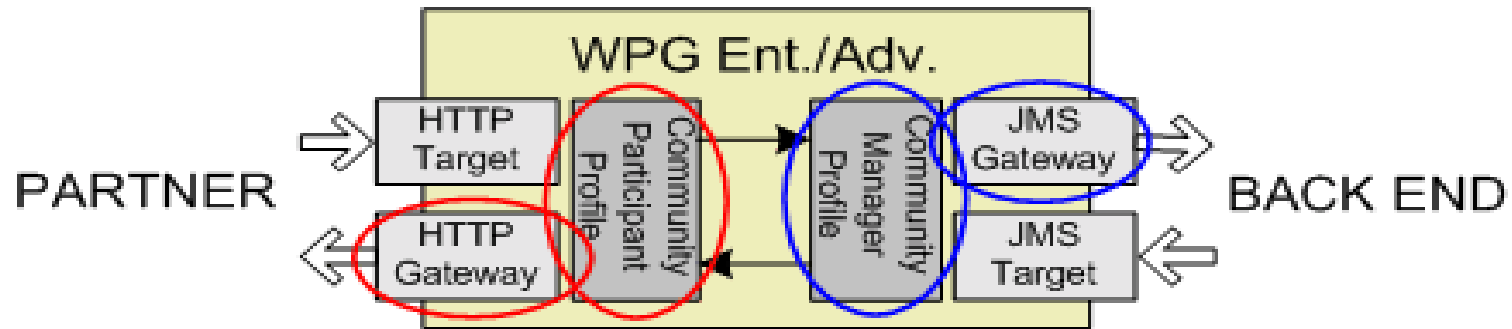 WPG Ent./Adv.
PARTNER
HTTP
Target
HTTP
Gateway
Community
Participant
Profile
Community
Manager
Profile
JMS
Gateway
JMS
Target
BACK END